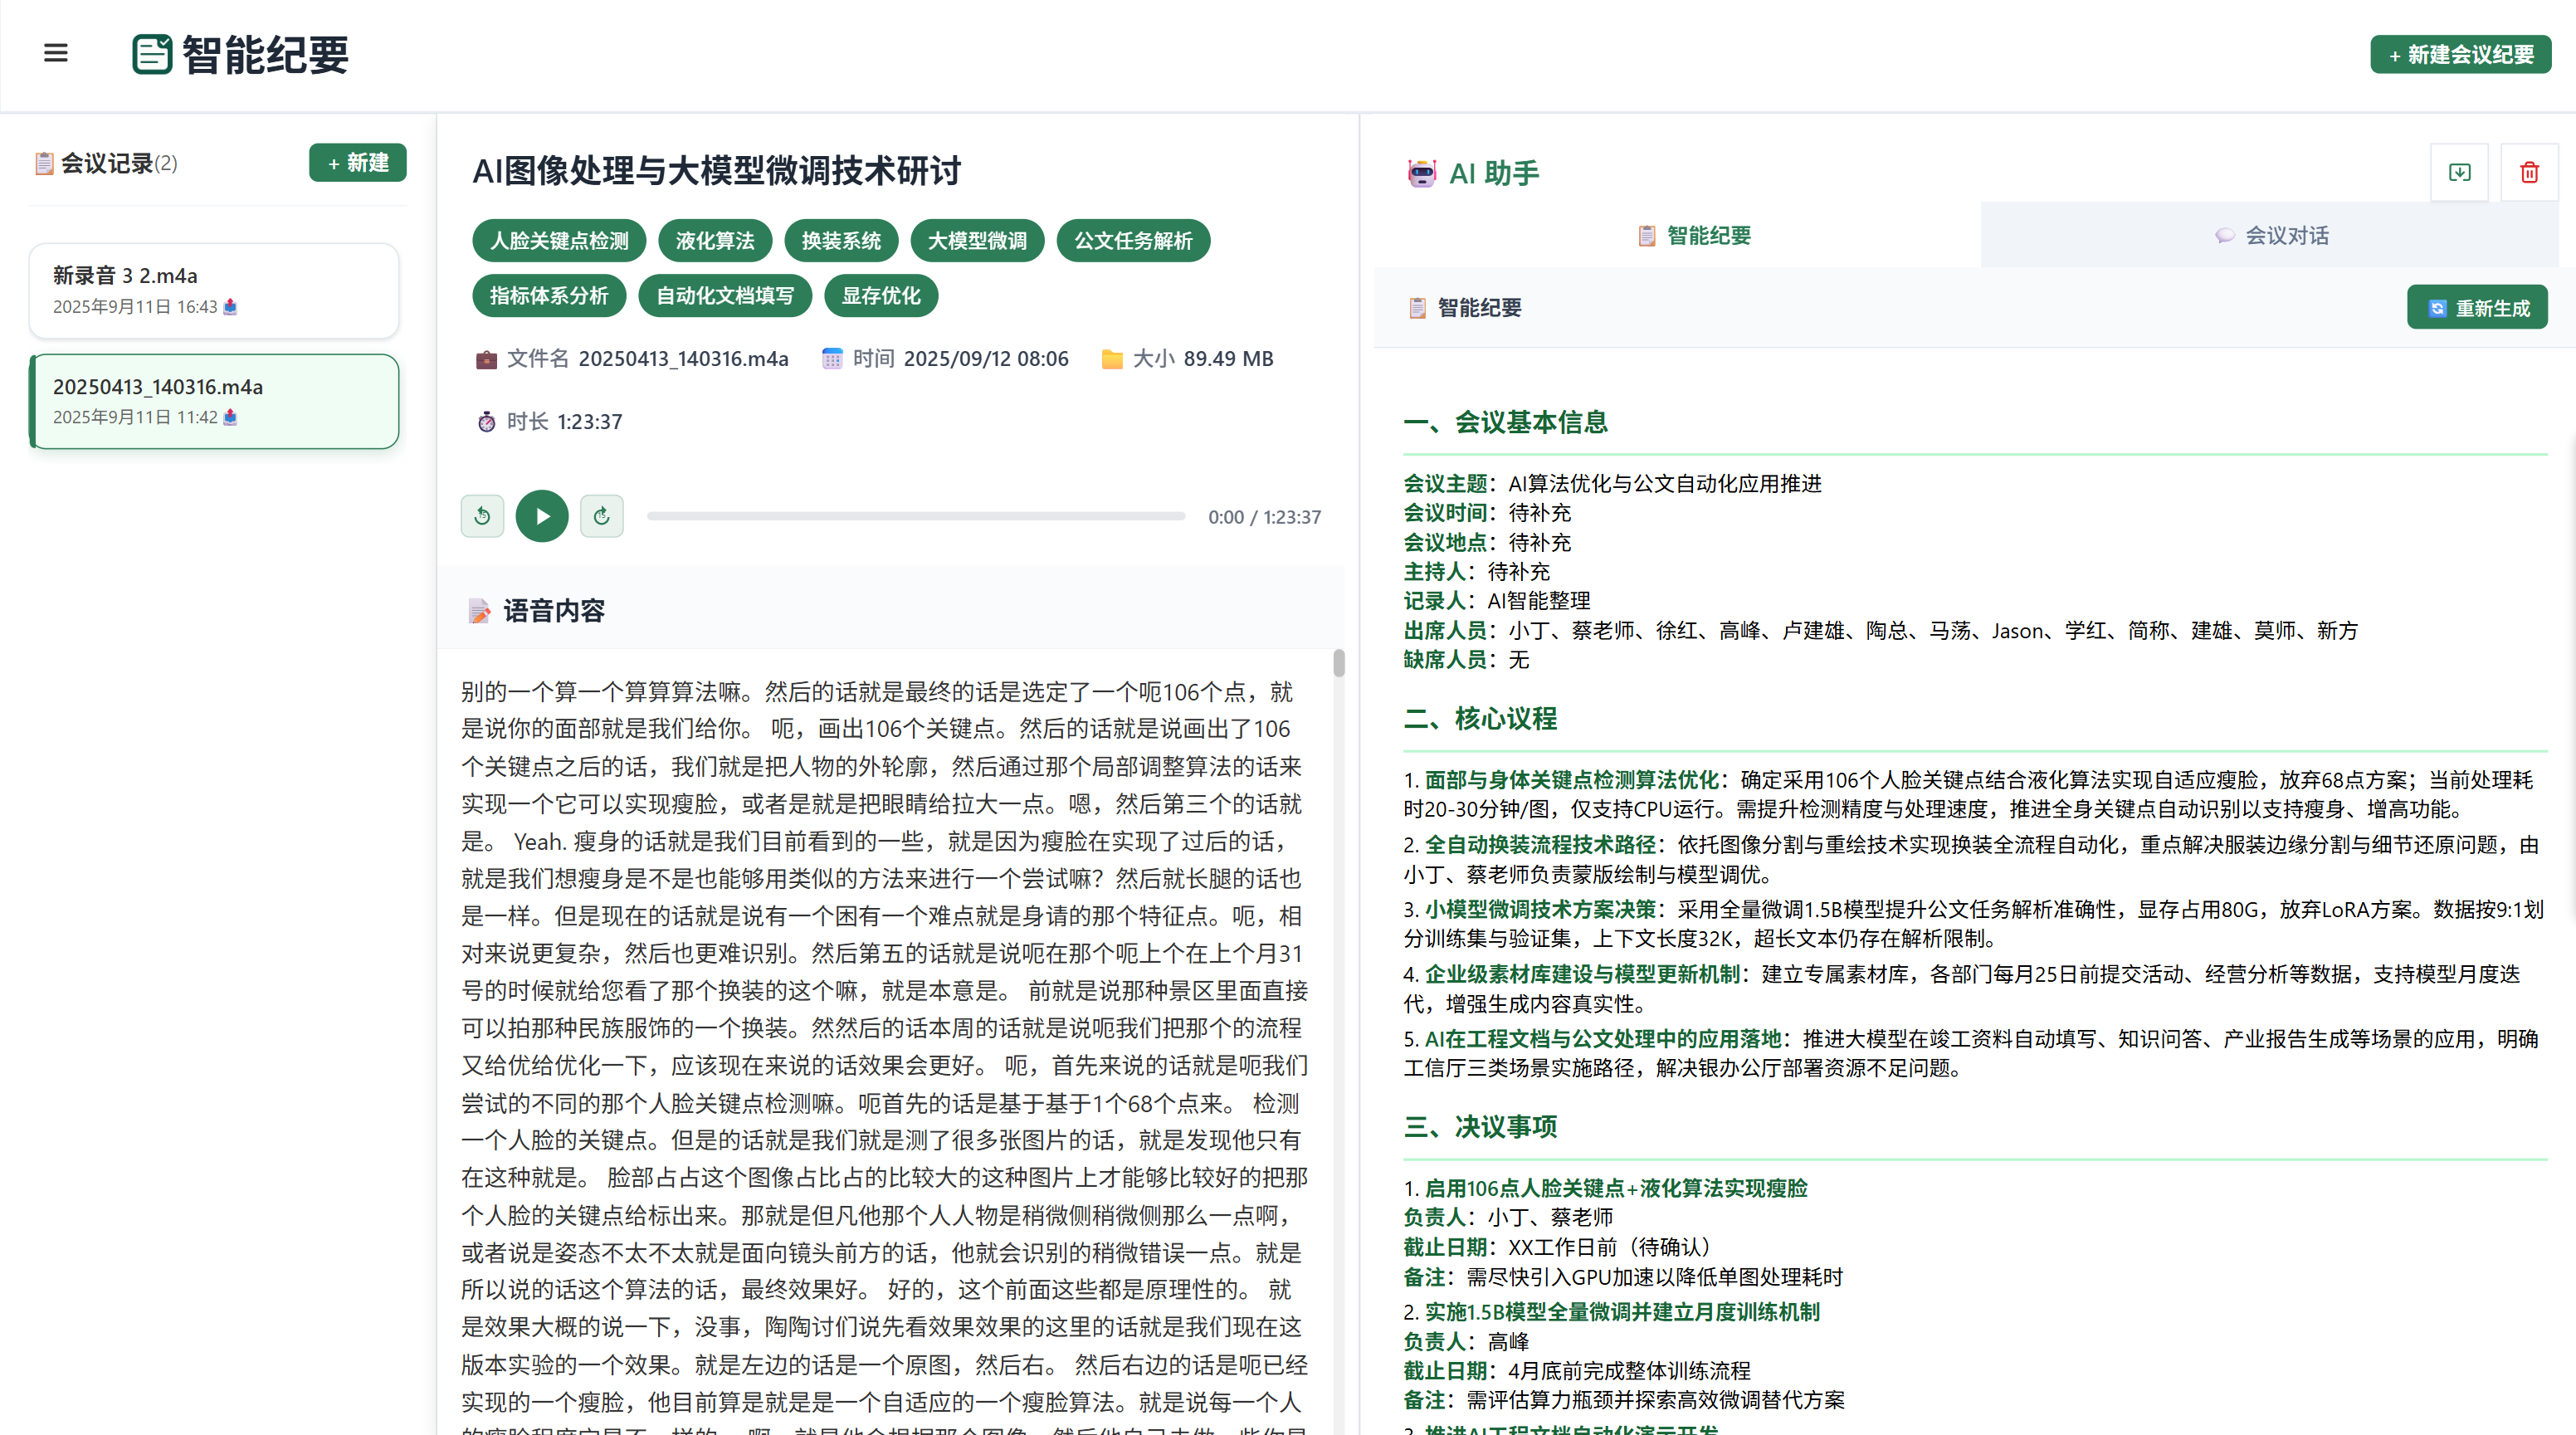 智能纪要
+ 新建会议纪要
会议记录(2)
+ 新建
新录音 3 2.m4a
2025年9月11日 16:43
20250413_140316.m4a
2025年9月11日 11:42
AI图像处理与大模型微调技术研讨
人脸关键点检测
液化算法
换装系统
大模型微调
公文任务解析
指标体系分析
自动化文档填写
显存优化
文件名 20250413_140316.m4a
时间 2025/09/12 08:06
大小 89.49 MB
时长 1:23:37
0:00 / 1:23:37
语音内容
别的一个算一个算算算法嘛。然后的话就是最终的话是选定了一个呃106个点，就
是说你的面部就是我们给你。 呃，画出106个关键点。然后的话就是说画出了106
个关键点之后的话，我们就是把人物的外轮廓，然后通过那个局部调整算法的话来
实现一个它可以实现瘦脸，或者是就是把眼睛给拉大一点。嗯，然后第三个的话就
是。 Yeah. 瘦身的话就是我们目前看到的一些，就是因为瘦脸在实现了过后的话，
就是我们想瘦身是不是也能够用类似的方法来进行一个尝试嘛？然后就长腿的话也
是一样。但是现在的话就是说有一个困有一个难点就是身请的那个特征点。呃，相
对来说更复杂，然后也更难识别。然后第五的话就是说呃在那个呃上个在上个月31
号的时候就给您看了那个换装的这个嘛，就是本意是。 前就是说那种景区里面直接
可以拍那种民族服饰的一个换装。然然后的话本周的话就是说呃我们把那个的流程
又给优给优化一下，应该现在来说的话效果会更好。 呃，首先来说的话就是呃我们
尝试的不同的那个人脸关键点检测嘛。呃首先的话是基于基于1个68个点来。 检测
一个人脸的关键点。但是的话就是我们就是测了很多张图片的话，就是发现他只有
在这种就是。 脸部占占这个图像占比占的比较大的这种图片上才能够比较好的把那
个人脸的关键点给标出来。那就是但凡他那个人人物是稍微侧稍微侧那么一点啊，
或者说是姿态不太不太就是面向镜头前方的话，他就会识别的稍微错误一点。就是
所以说的话这个算法的话，最终效果好。 好的，这个前面这些都是原理性的。 就
是效果大概的说一下，没事，陶陶讨们说先看效果效果的这里的话就是我们现在这
版本实验的一个效果。就是左边的话是一个原图，然后右。 然后右边的话是呃已经
实现的一个瘦脸，他目前算是就是是一个自适应的一个瘦脸算法。就是说每一个人
AI 助手
智能纪要
会议对话
智能纪要
重新生成
一、会议基本信息
会议主题：AI算法优化与公文自动化应用推进
会议时间：待补充
会议地点：待补充
主持人：待补充
记录人：AI智能整理
出席人员：小丁、蔡老师、徐红、高峰、卢建雄、陶总、马荡、Jason、学红、简称、建雄、莫师、新方
缺席人员：无
二、核心议程
1. 面部与身体关键点检测算法优化：确定采用106个人脸关键点结合液化算法实现自适应瘦脸，放弃68点方案；当前处理耗
时20-30分钟/图，仅支持CPU运行。需提升检测精度与处理速度，推进全身关键点自动识别以支持瘦身、增高功能。
2. 全自动换装流程技术路径：依托图像分割与重绘技术实现换装全流程自动化，重点解决服装边缘分割与细节还原问题，由
小丁、蔡老师负责蒙版绘制与模型调优。
3. 小模型微调技术方案决策：采用全量微调1.5B模型提升公文任务解析准确性，显存占用80G，放弃LoRA方案。数据按9:1划
分训练集与验证集，上下文长度32K，超长文本仍存在解析限制。
4. 企业级素材库建设与模型更新机制：建立专属素材库，各部门每月25日前提交活动、经营分析等数据，支持模型月度迭
代，增强生成内容真实性。
5. AI在工程文档与公文处理中的应用落地：推进大模型在竣工资料自动填写、知识问答、产业报告生成等场景的应用，明确
工信厅三类场景实施路径，解决银办公厅部署资源不足问题。
三、决议事项
1. 启用106点人脸关键点+液化算法实现瘦脸
负责人：小丁、蔡老师
截止日期：XX工作日前（待确认）
备注：需尽快引入GPU加速以降低单图处理耗时
2. 实施1.5B模型全量微调并建立月度训练机制
负责人：高峰
截止日期：4月底前完成整体训练流程
备注：需评估算力瓶颈并探索高效微调替代方案
3. 推进AI工程文档自动化演示开发